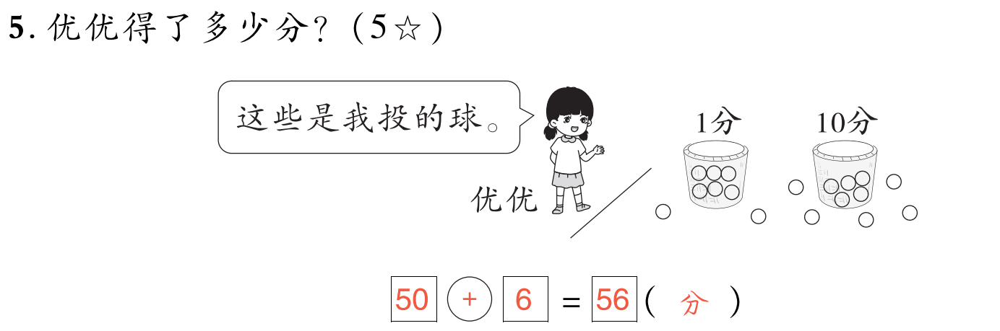 5. 优优得了多少分？（5☆）
这些是我投的球。
1分 10分
优优
50 + 6 = 56（分）